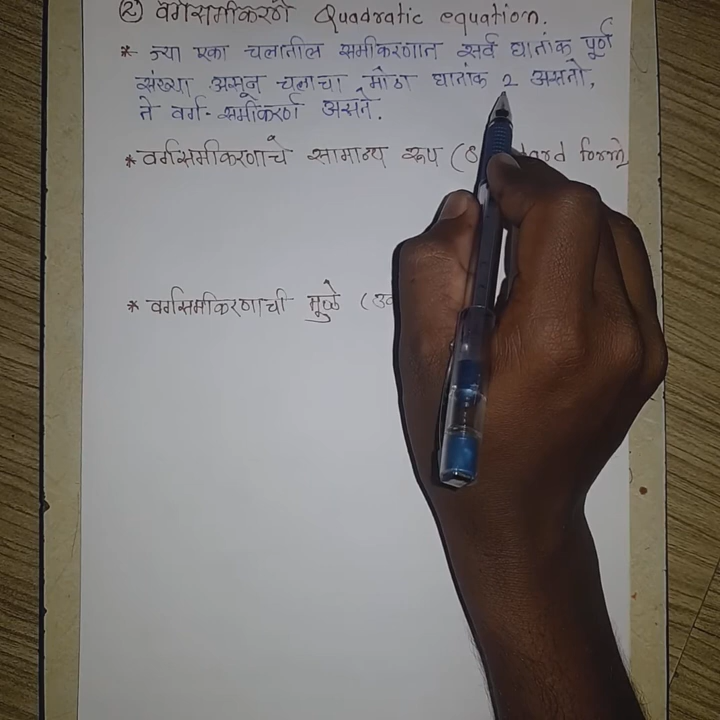 ② वर्गसमीकरणे Quadratic equation.
* ज्या एका चलातील समीकरणात सर्व घातांक पूर्ण
संख्या असून चलाचा मोठा घातांक 2 असतो,
ते वर्ग-समीकरण असते.
* वर्गसमीकरणाचे सामान्य रूप (
* वर्गसमीकरणाची मूळे (